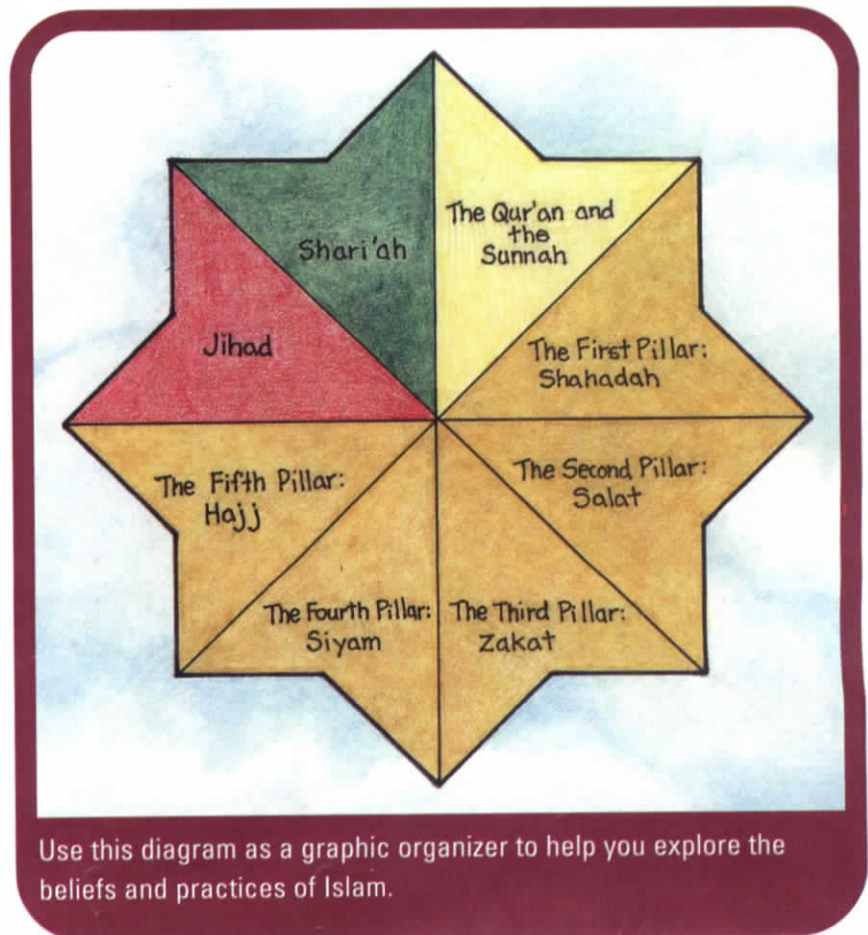 The Qur'an and
the
Sunnah
The First Pillar:
Shahadah
The Second Pillar:
Salat
The Third Pillar:
Zakat
The Fourth Pillar:
Siyam
The Fifth Pillar:
Hajj
Jihad
Shari'ah
Use this diagram as a graphic organizer to help you explore the
beliefs and practices of Islam.